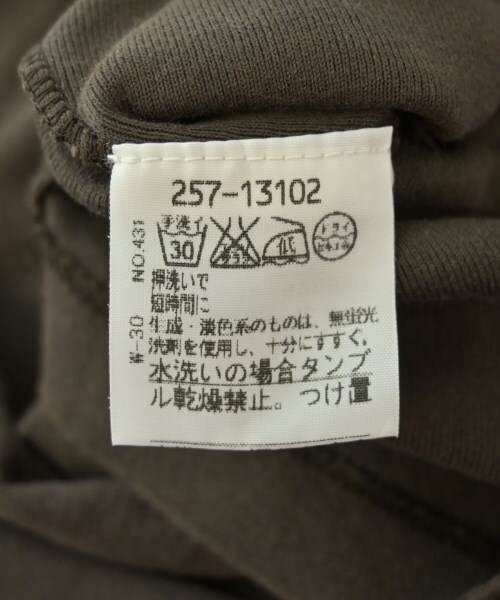 257-13102
手洗イ
30
低
ドライ
押洗いで
短時間に
生成・淡色系のものは、無蛍光
洗剤を使用し、十分にすすぐ。
水洗いの場合タンブ
ル乾燥禁止。つけ置
W-30 NO.431